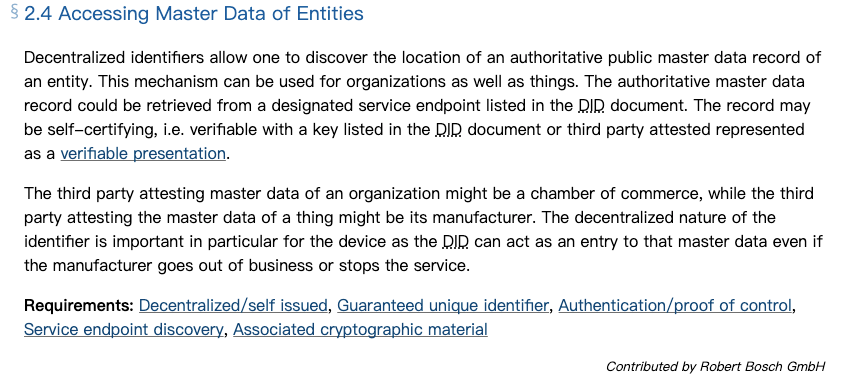 § 2.4 Accessing Master Data of Entities
Decentralized identifiers allow one to discover the location of an authoritative public master data record of
an entity. This mechanism can be used for organizations as well as things. The authoritative master data
record could be retrieved from a designated service endpoint listed in the DID document. The record may
be self-certifying, i.e. verifiable with a key listed in the DID document or third party attested represented
as a verifiable presentation.
The third party attesting master data of an organization might be a chamber of commerce, while the third
party attesting the master data of a thing might be its manufacturer. The decentralized nature of the
identifier is important in particular for the device as the DID can act as an entry to that master data even if
the manufacturer goes out of business or stops the service.
Requirements: Decentralized/self issued, Guaranteed unique identifier, Authentication/proof of control,
Service endpoint discovery, Associated cryptographic material
Contributed by Robert Bosch GmbH